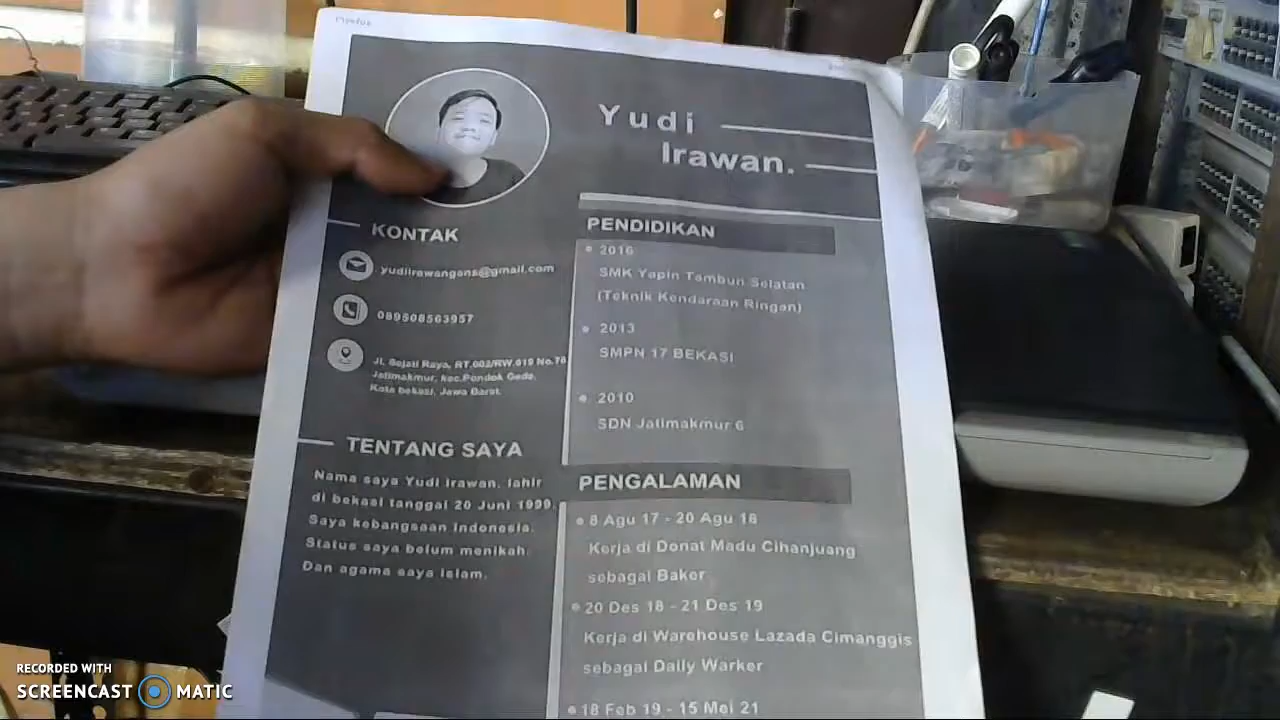 Yudi
Irawan.
KONTAK
yudiirawangons@gmail.com
089508563957
JL Sejati Raya, RT.002/RW.019 No.78
Jatimakmur, kec.Pondok Gede,
Kota bekasi, Jawa Barat.
TENTANG SAYA
Nama saya Yudi Irawan, lahir
di bekasi tanggal 20 Juni 1999.
Saya kebangsaan Indonesia.
Status saya belum menikah.
Dan agama saya Islam.
PENDIDIKAN
2016
SMK Yapin Tambun Selatan
(Teknik Kendaraan Ringan)
2013
SMPN 17 BEKASI
2010
SDN Jatimakmur 6
PENGALAMAN
8 Agu 17 - 20 Agu 18
Kerja di Donat Madu Cihanjuang
sebagai Baker
20 Des 18 - 21 Des 19
Kerja di Warehouse Lazada Cimanggis
sebagai Daily Warker
18 Feb 19 - 15 Mei 21
RECORDED WITH
SCREENCAST MATIC